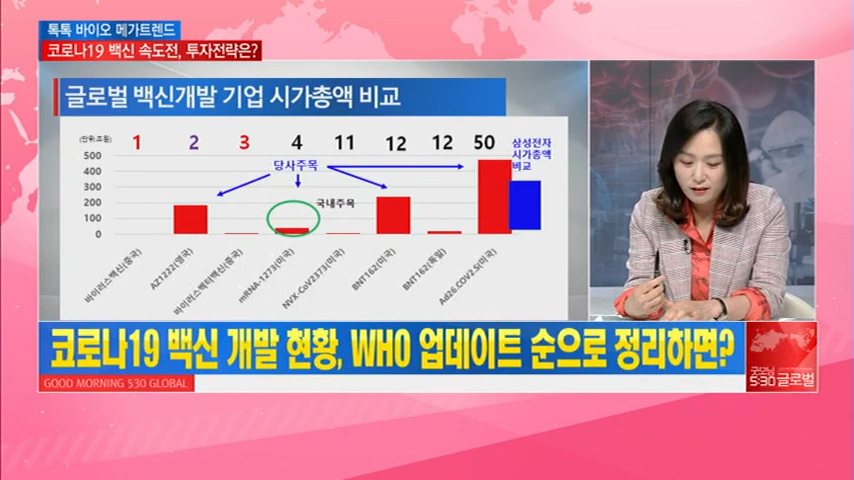 톡톡 바이오 메가트렌드
코로나19 백신 속도전, 투자전략은?
글로벌 백신개발 기업 시가총액 비교
(단위:조원)
1 2 3 4 11 12 12 50
삼성전자
시가총액
비교
500
400
300
200
100
0
당사주목
국내주목
바이러스백신(중국)
AZ1222(영국)
바이러스벡터백신(중국)
mRNA-1273(미국)
NVX-CoV2373(미국)
BNT162(미국)
BNT162(독일)
Ad26.COV2.S(미국)
코로나19 백신 개발 현황, WHO 업데이트 순으로 정리하면?
GOOD MORNING 530 GLOBAL
굿모닝
5:30 글로벌